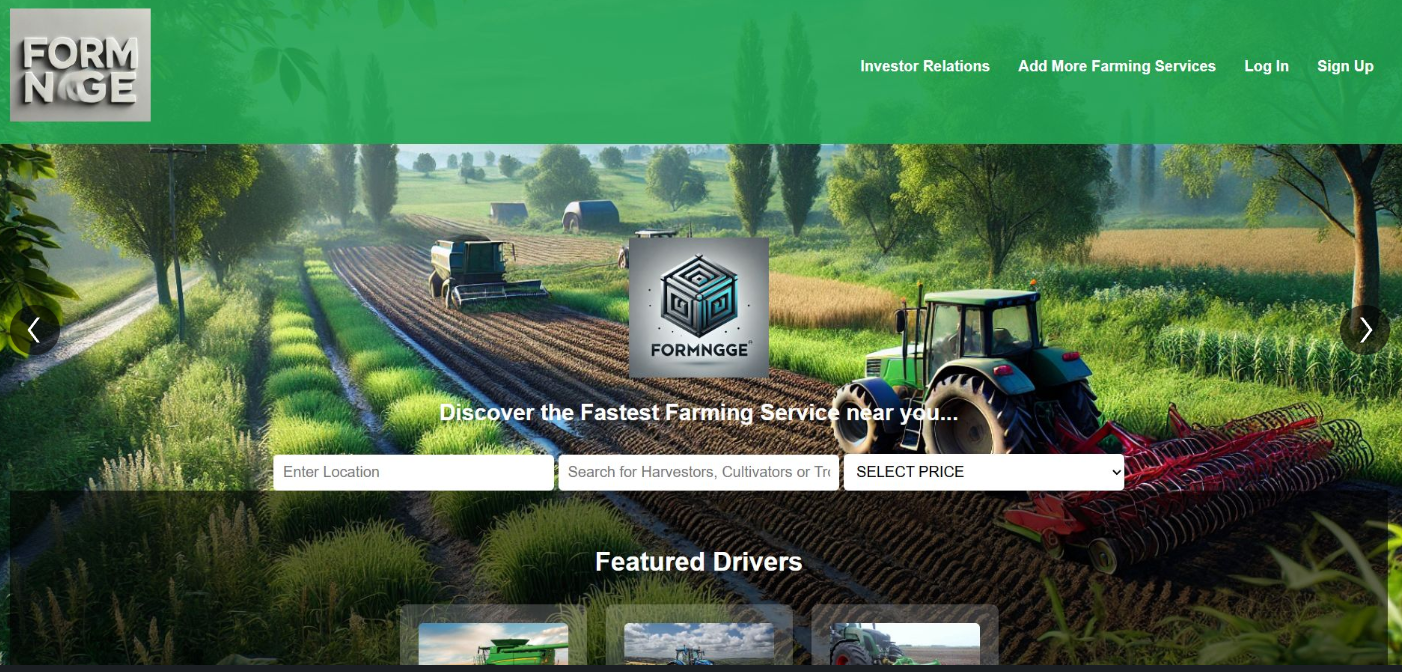 FORM
NGGE
Investor Relations
Add More Farming Services
Log In
Sign Up
FORMNGGE
Discover the Fastest Farming Service near you...
Enter Location
Search for Harvestors, Cultivators or Tr
SELECT PRICE
Featured Drivers